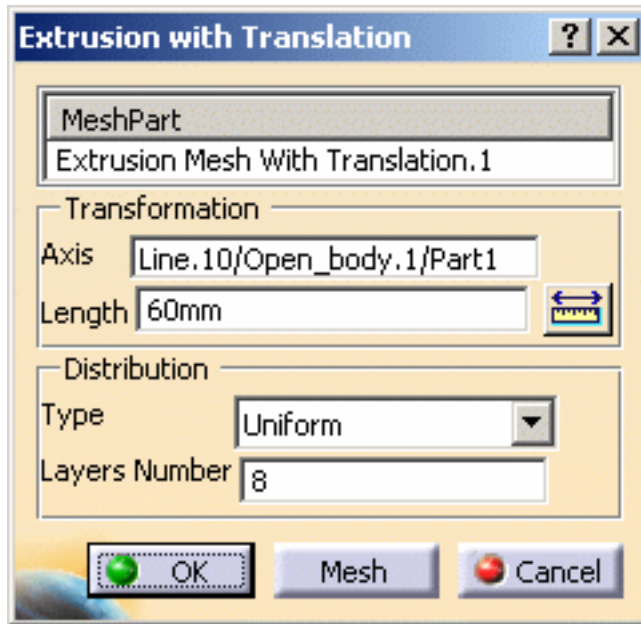 Extrusion with Translation ? X
MeshPart
Extrusion Mesh With Translation.1
Transformation
Axis Line.10/Open_body.1/Part1
Length 60mm
Distribution
Type Uniform
Layers Number 8
OK Mesh Cancel